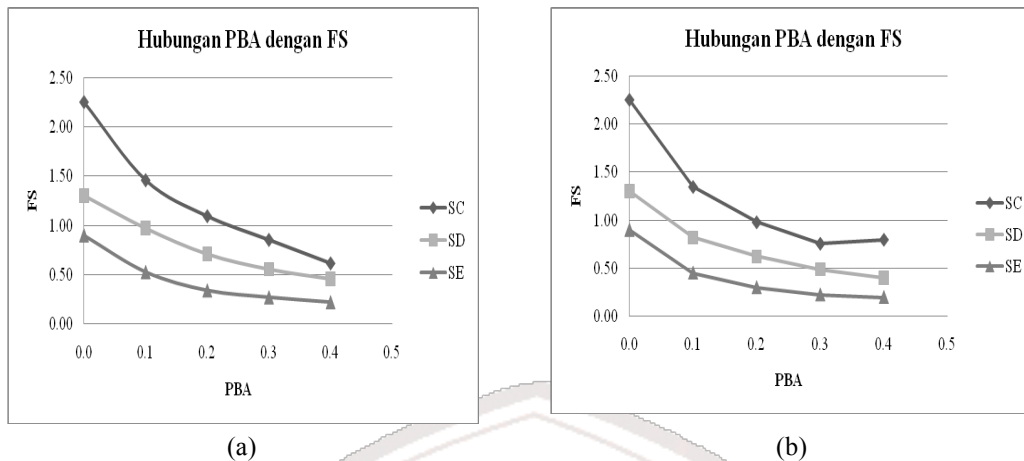 Hubungan PBA dengan FS
2.50
2.00
1.50
1.00
0.50
0.00
FS
0.0 0.1 0.2 0.3 0.4 0.5
PBA
SC
SD
SE
(a)
Hubungan PBA dengan FS
2.50
2.00
1.50
1.00
0.50
0.00
FS
0.0 0.1 0.2 0.3 0.4 0.5
PBA
SC
SD
SE
(b)